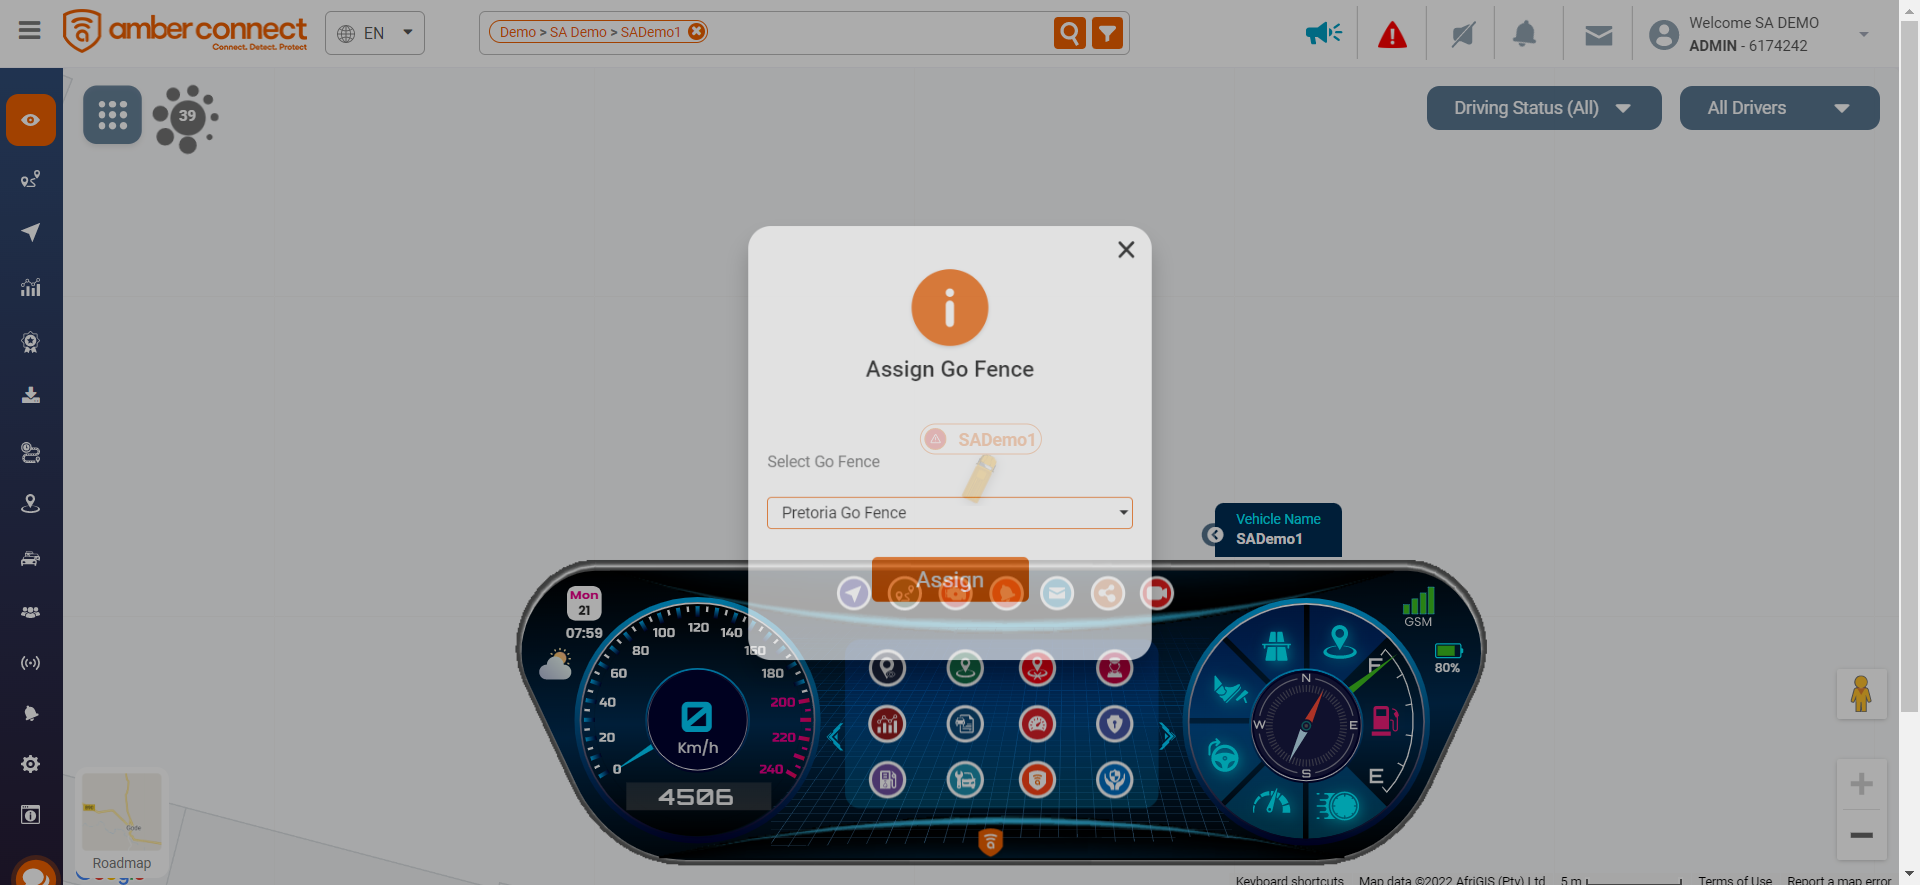 amber connect
Connect. Detect. Protect
EN
Demo > SA Demo > SADemo1
Welcome SA DEMO
ADMIN - 6174242
39
Driving Status (All)
All Drivers
Assign Go Fence
SADemo1
Select Go Fence
Pretoria Go Fence
Assign
Vehicle Name
SADemo1
Mon
21
07:59
0
20
40
60
80
100
120
140
160
180
200
220
240
0
Km/h
4506
N
E
S
W
F
E
GSM
80%
Gode
Roadmap
Google
Keyboard shortcuts
Map data ©2022 AfriGIS (Pty) Ltd
5 m
Terms of Use
Report a map error